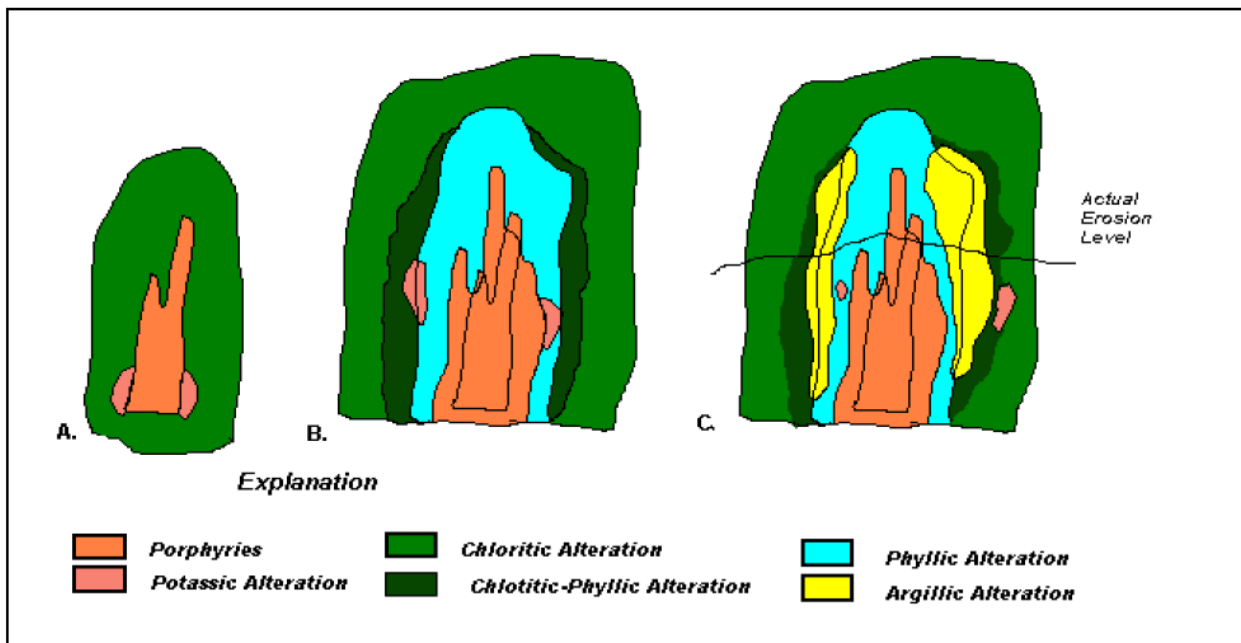 Actual
Erosion
Level
A.
B.
C.
Explanation
Porphyries
Chloritic Alteration
Phyllic Alteration
Potassic Alteration
Chlotitic-Phyllic Alteration
Argillic Alteration